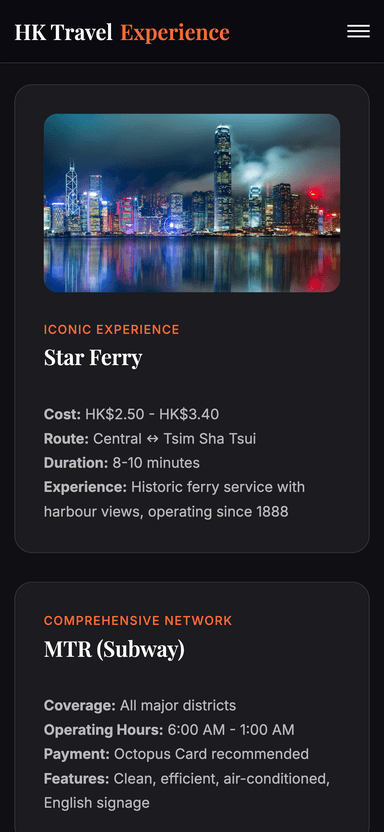 HK Travel Experience
ICONIC EXPERIENCE
Star Ferry
Cost: HK$2.50 - HK$3.40
Route: Central ↔ Tsim Sha Tsui
Duration: 8-10 minutes
Experience: Historic ferry service with
harbour views, operating since 1888
COMPREHENSIVE NETWORK
MTR (Subway)
Coverage: All major districts
Operating Hours: 6:00 AM - 1:00 AM
Payment: Octopus Card recommended
Features: Clean, efficient, air-conditioned,
English signage